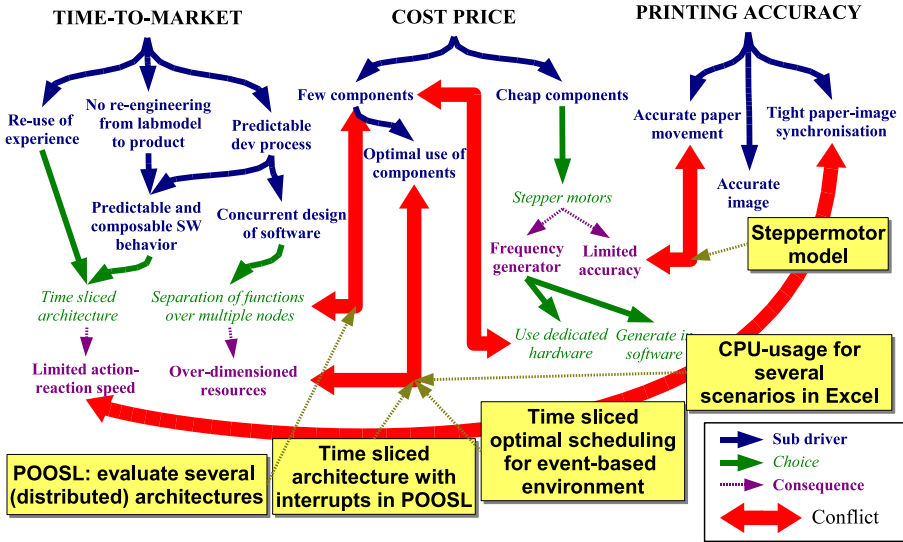 TIME-TO-MARKET
COST PRICE
PRINTING ACCURACY
Re-use of
experience
No re-engineering
from labmodel
to product
Predictable
dev process
Few components
Cheap components
Accurate paper
movement
Tight paper-image
synchronisation
Optimal use of
components
Accurate
image
Predictable and
composable SW
behavior
Concurrent design
of software
Stepper motors
Frequency
generator
Limited
accuracy
Steppermotor
model
Time sliced
architecture
Separation of functions
over multiple nodes
Use dedicated
hardware
Generate in
software
Limited action-
reaction speed
Over-dimensioned
resources
CPU-usage for
several
scenarios in Excel
POOSL: evaluate several
(distributed) architectures
Time sliced
architecture with
interrupts in POOSL
Time sliced
optimal scheduling
for event-based
environment
Sub driver
Choice
Consequence
Conflict